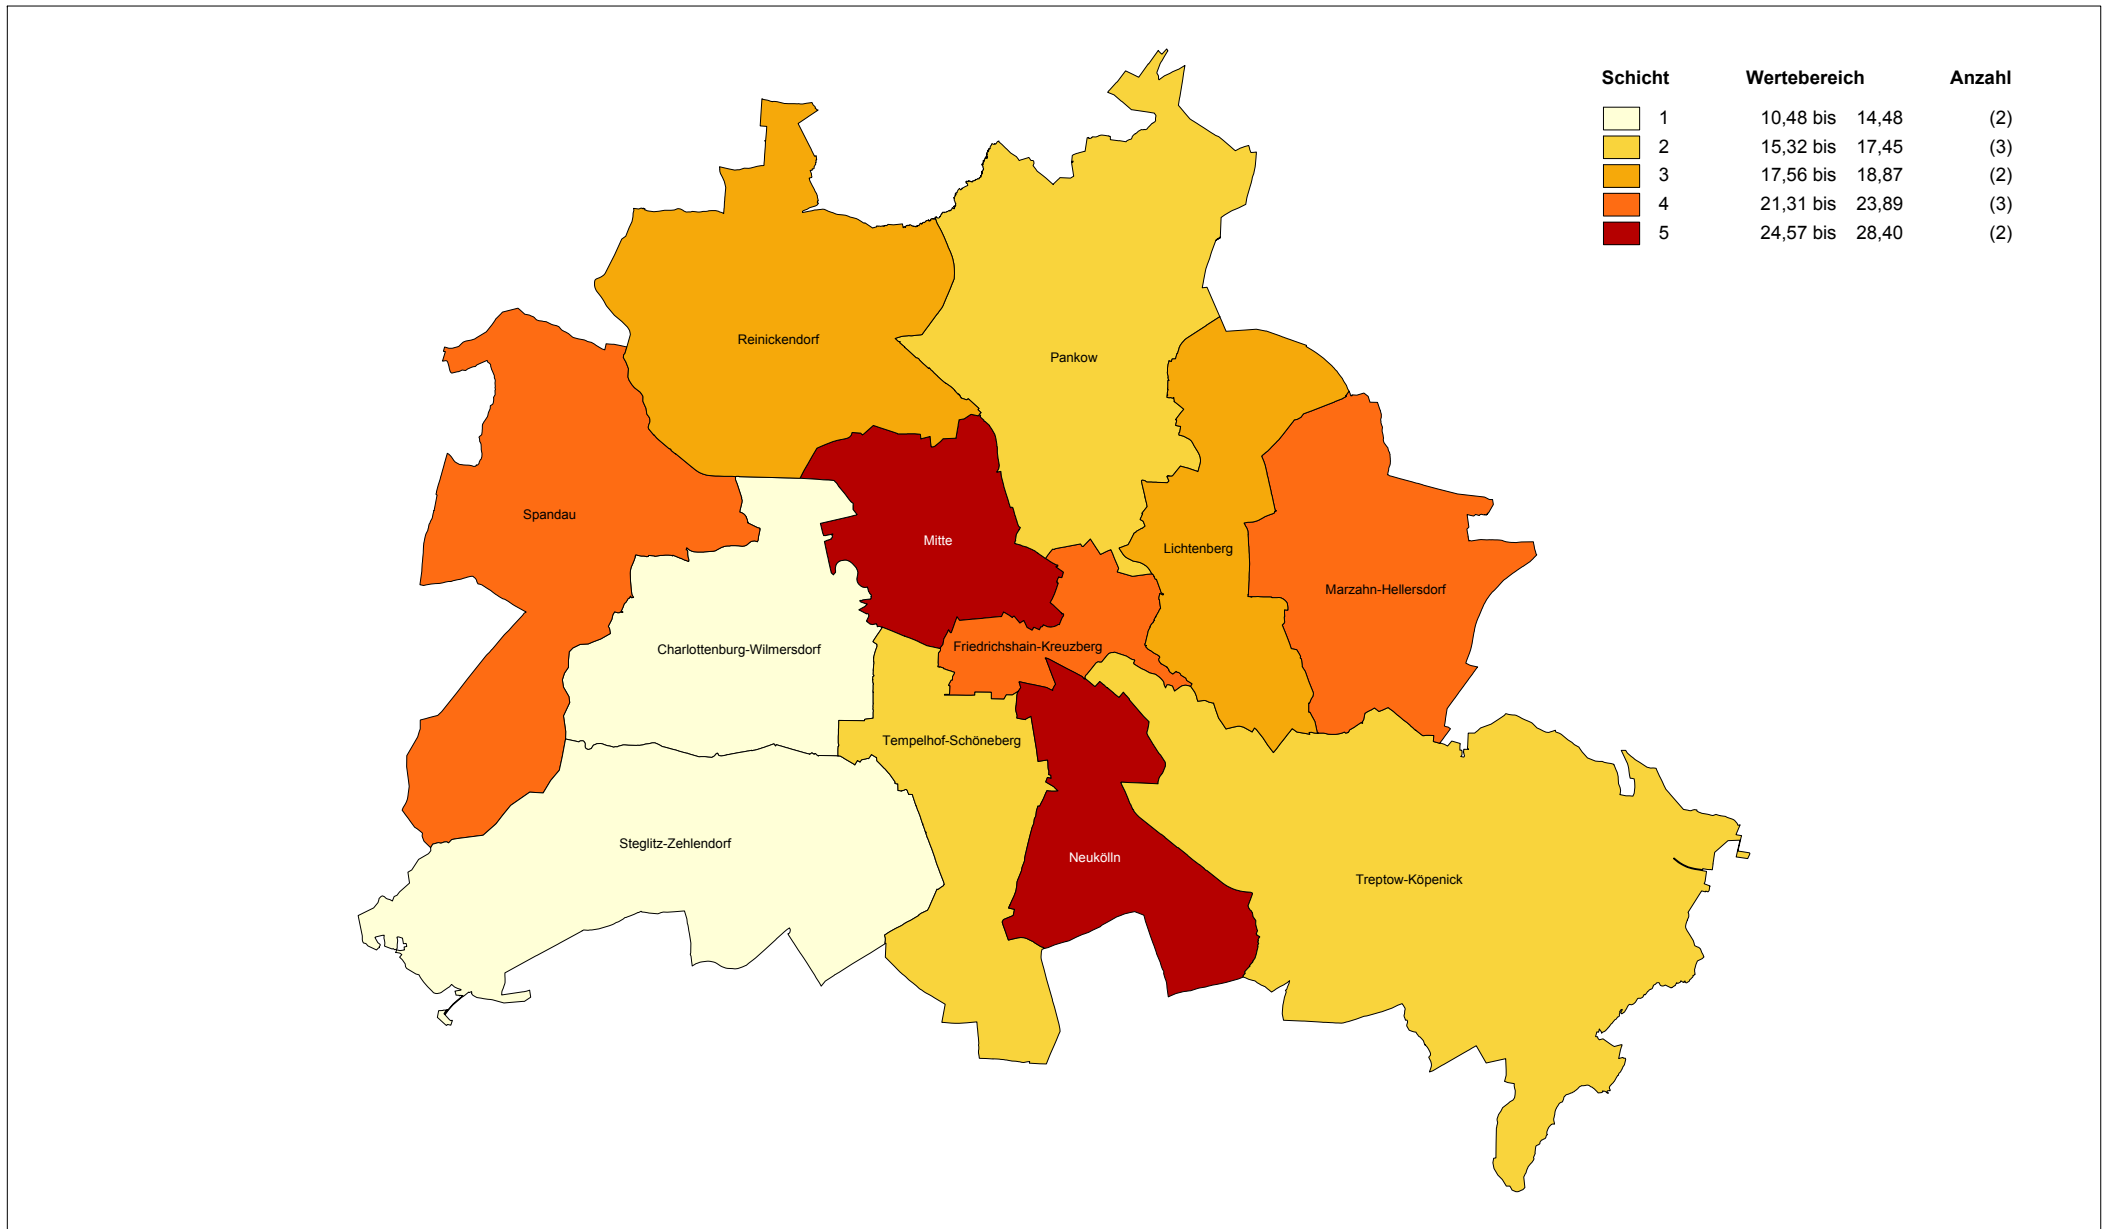 Schicht Wertebereich Anzahl
1 10,48 bis 14,48 (2)
2 15,32 bis 17,45 (3)
3 17,56 bis 18,87 (2)
4 21,31 bis 23,89 (3)
5 24,57 bis 28,40 (2)
Reinickendorf
Pankow
Spandau
Mitte
Lichtenberg
Marzahn-Hellersdorf
Charlottenburg-Wilmersdorf
Friedrichshain-Kreuzberg
Tempelhof-Schöneberg
Steglitz-Zehlendorf
Neukölln
Treptow-Köpenick